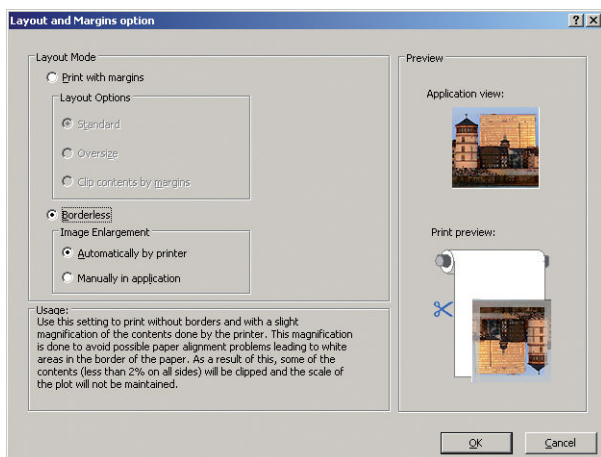 Layout and Margins option
Layout Mode
Print with margins
Layout Options
Standard
Oversize
Clip contents by margins
Borderless
Image Enlargement
Automatically by printer
Manually in application
Usage:
Use this setting to print without borders and with a slight
magnification of the contents done by the printer. This magnification
is done to avoid possible paper alignment problems leading to white
areas in the border of the paper. As a result of this, some of the
contents (less than 2% on all sides) will be clipped and the scale of
the plot will not be maintained.
Preview
Application view:
Print preview:
OK
Cancel